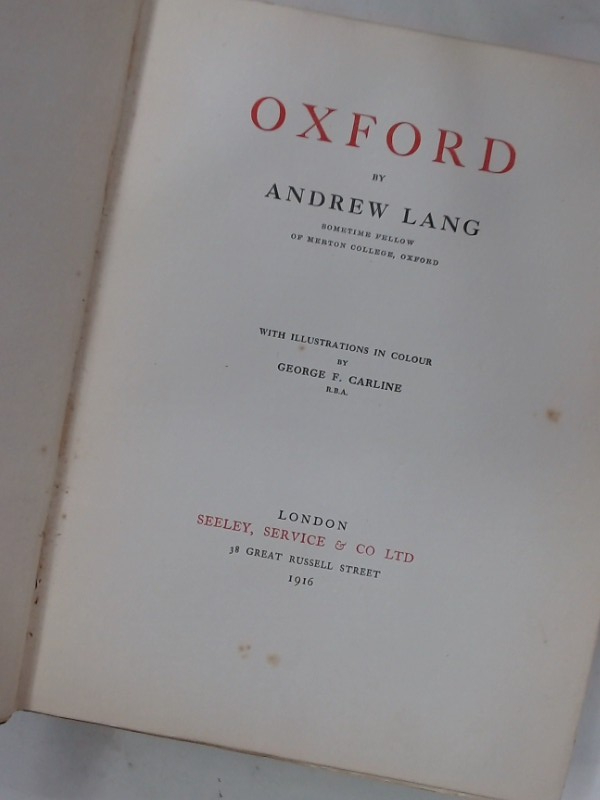 OXFORD
BY
ANDREW LANG
SOMETIME FELLOW
OF MERTON COLLEGE, OXFORD
WITH ILLUSTRATIONS IN COLOUR
BY
GEORGE F. CARLINE
R.B.A.
LONDON
SEELEY, SERVICE & CO LTD
38 GREAT RUSSELL STREET
1916